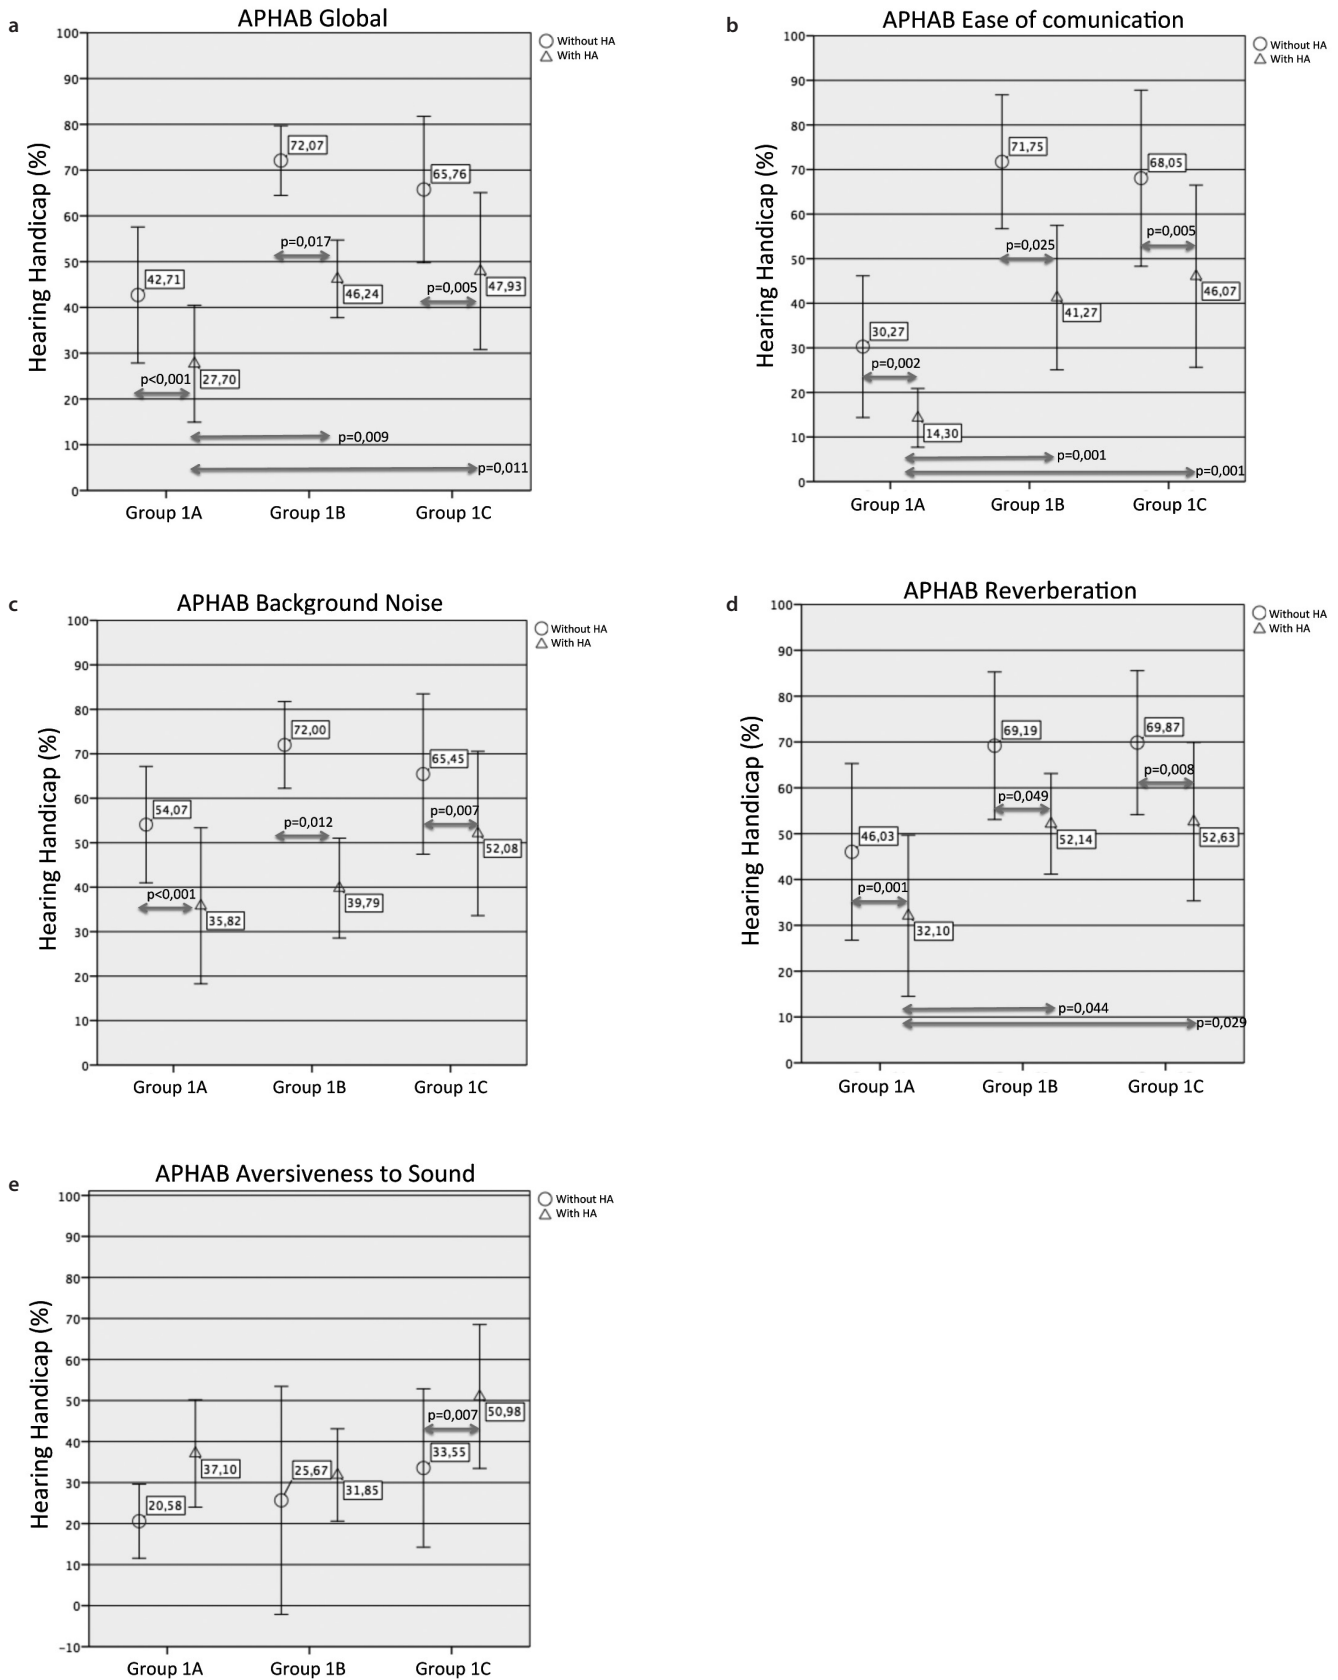 a
APHAB Global
100
90
80
70
60
50
40
30
20
10
0
Hearing Handicap (%)
Without HA
With HA
42,71
27,70
72,07
46,24
65,76
47,93
p<0,001
p=0,017
p=0,005
p=0,009
p=0,011
Group 1A
Group 1B
Group 1C
b
APHAB Ease of comunication
100
90
80
70
60
50
40
30
20
10
0
Hearing Handicap (%)
Without HA
With HA
30,27
14,30
71,75
41,27
68,05
46,07
p=0,002
p=0,025
p=0,005
p=0,001
p=0,001
Group 1A
Group 1B
Group 1C
c
APHAB Background Noise
100
90
80
70
60
50
40
30
20
10
0
Hearing Handicap (%)
Without HA
With HA
54,07
35,82
72,00
39,79
65,45
52,08
p<0,001
p=0,012
p=0,007
Group 1A
Group 1B
Group 1C
d
APHAB Reverberation
100
90
80
70
60
50
40
30
20
10
0
Hearing Handicap (%)
Without HA
With HA
46,03
32,10
69,19
52,14
69,87
52,63
p=0,001
p=0,049
p=0,008
p=0,044
p=0,029
Group 1A
Group 1B
Group 1C
e
APHAB Aversiveness to Sound
100
90
80
70
60
50
40
30
20
10
0
-10
Hearing Handicap (%)
Without HA
With HA
20,58
37,10
25,67
31,85
33,55
50,98
p=0,007
Group 1A
Group 1B
Group 1C